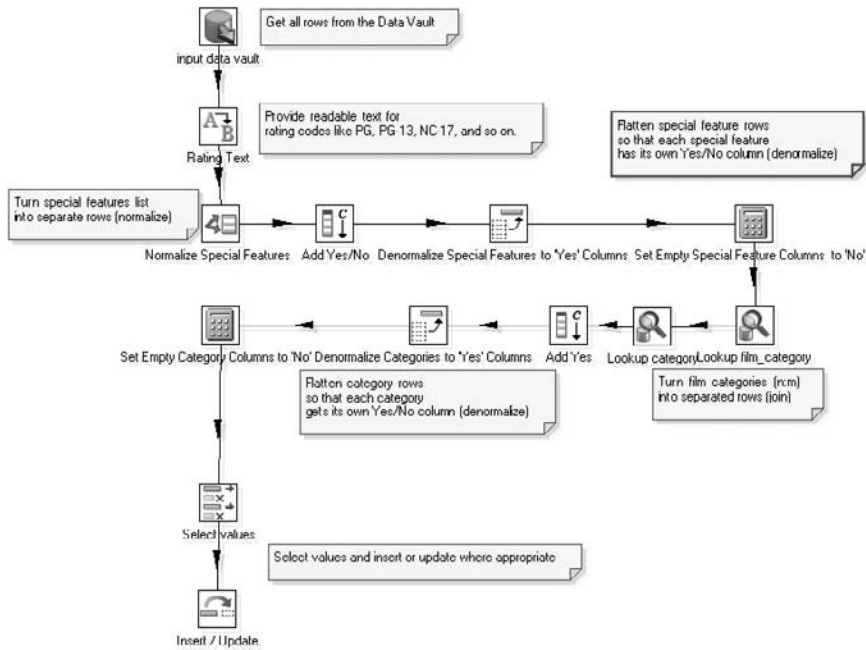 Get all rows from the Data Vault
input data vault
Provide readable text for
rating codes like PG, PG 13, NC 17, and so on.
Rating Text
Flatten special feature rows
so that each special feature
has its own 'Yes/No column (denormalize)
Turn special features list
into separate rows (normalize)
Normalize Special Features
Add Yes/No
Denormalize Special Features to 'Yes' Columns
Set Empty Special Feature Columns to 'No'
Set Empty Category Columns to 'No'
Denormalize Categories to 'Yes' Columns
Add Yes
Lookup category
Lookup film_category
Flatten category rows
so that each category
gets its own Yes/No column (denormalize)
Turn film categories (n:m)
into separated rows (join)
Select values
Select values and insert or update where appropriate
Insert / Update